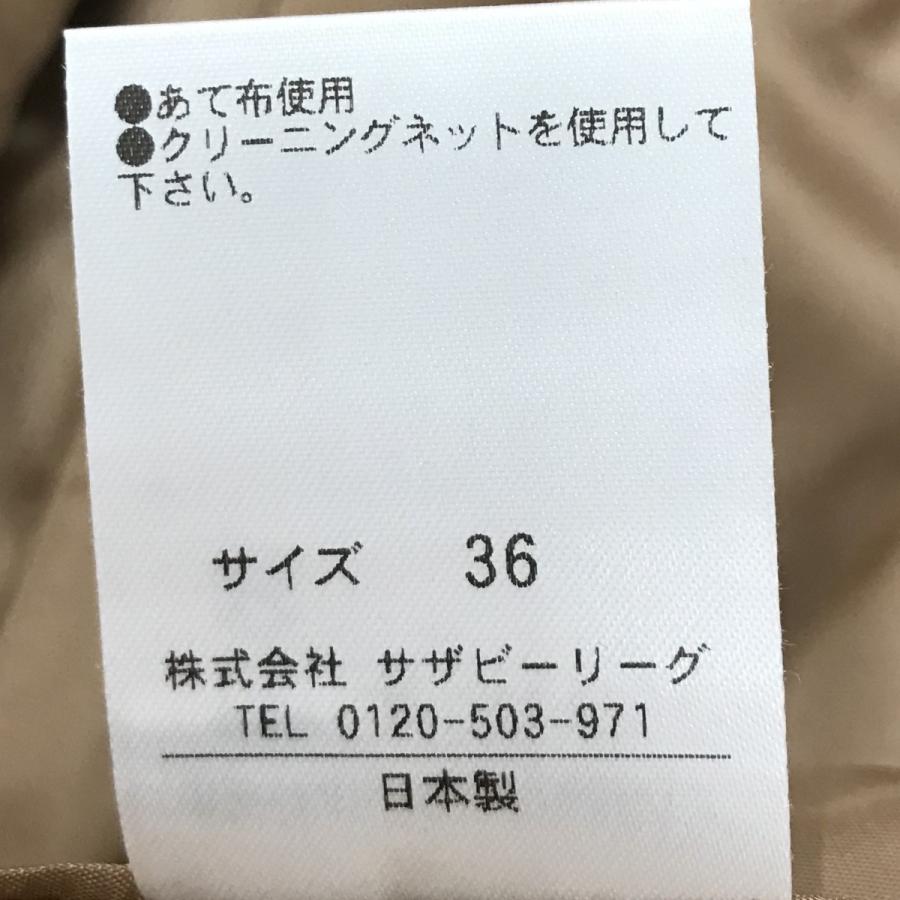 ●あて布使用
●クリーニングネットを使用して
下さい。
サイズ 36
株式会社 サザビーリーグ
TEL 0120-503-971
日本製